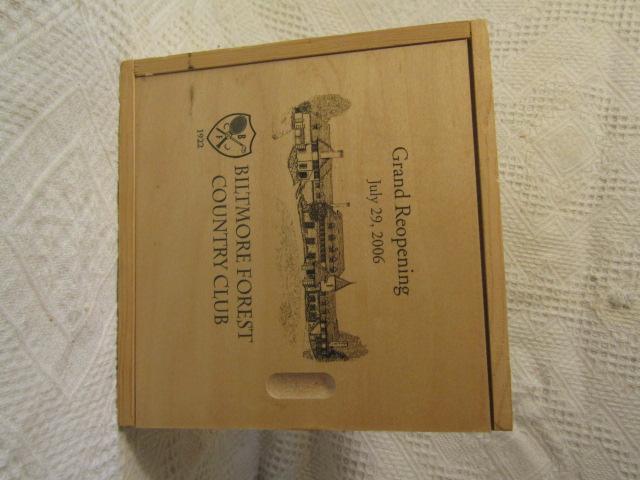 Grand Reopening
July 29, 2006
BILTMORE FOREST
COUNTRY CLUB
B
F
C C
1922